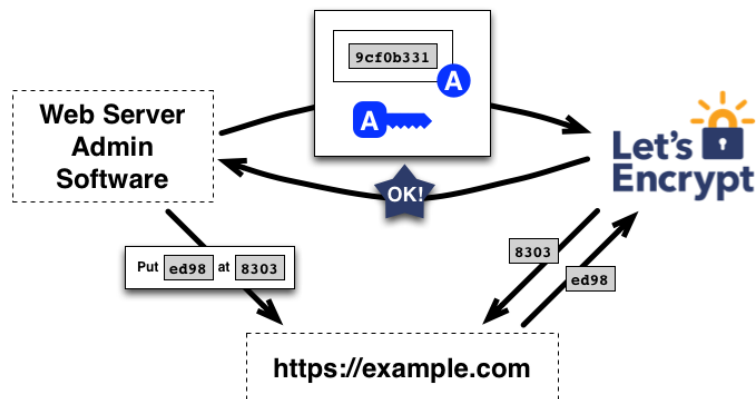 9cf0b331
A
A
Web Server
Admin
Software
Let's
Encrypt
OK!
Put ed98 at 8303
8303
ed98
https://example.com